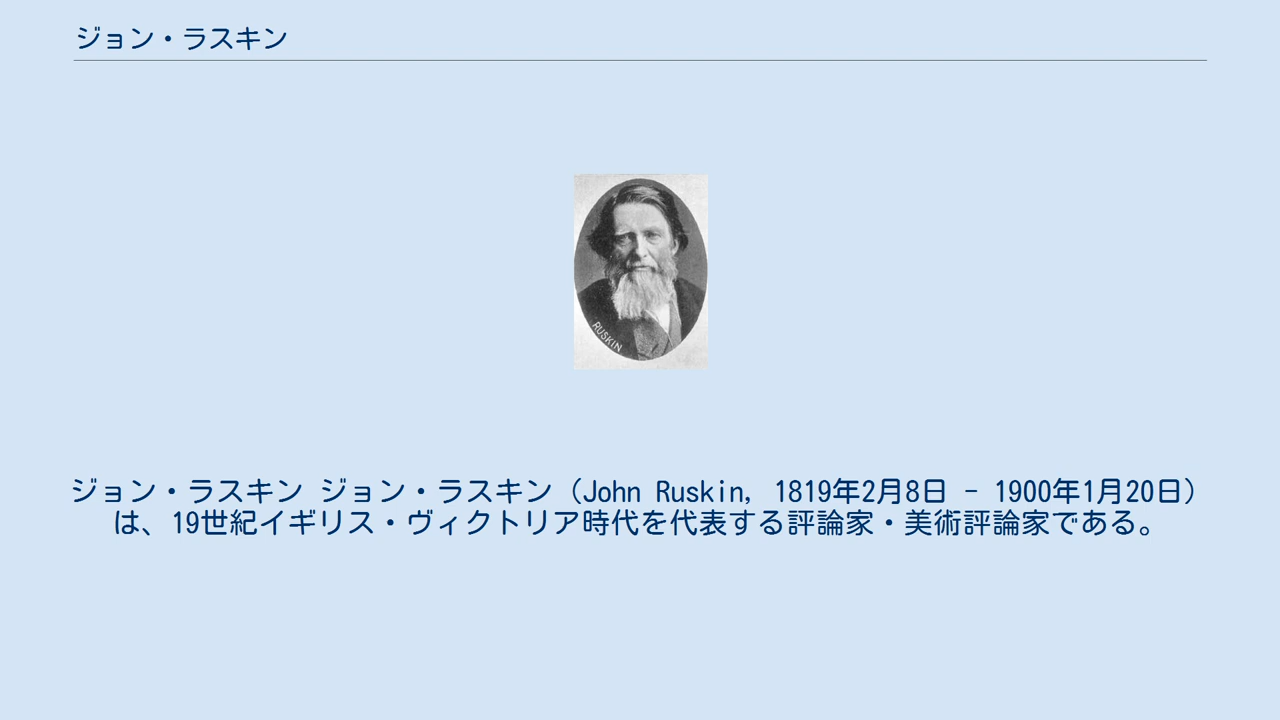 ジョン・ラスキン
RUSKIN
ジョン・ラスキン ジョン・ラスキン（John Ruskin, 1819年2月8日 - 1900年1月20日）
は、19世紀イギリス・ヴィクトリア時代を代表する評論家・美術評論家である。